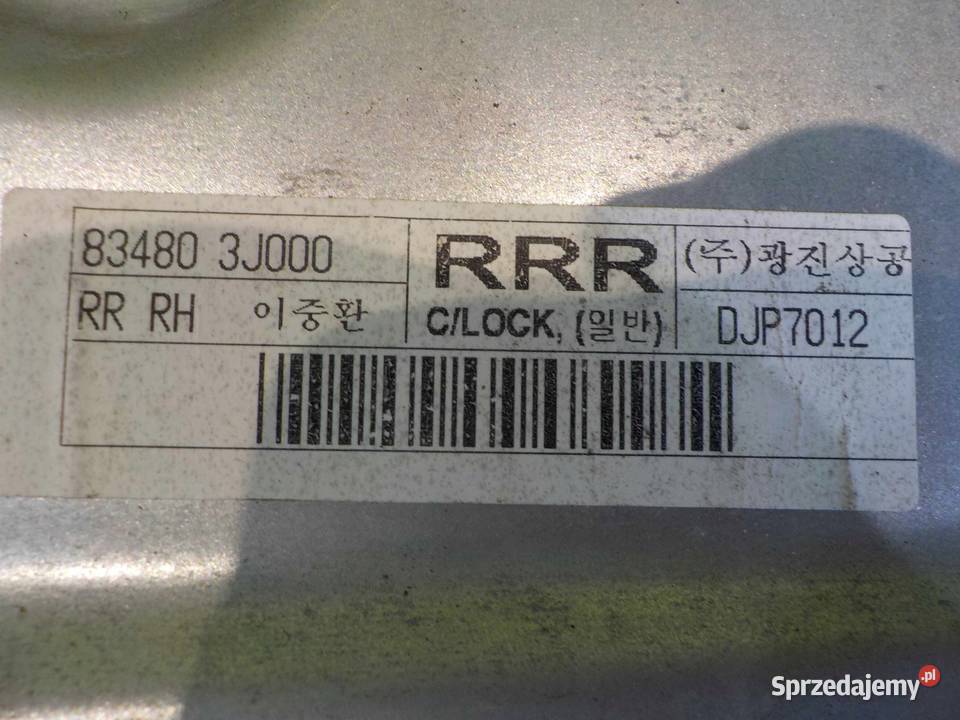 83480 3J000
RR RH 이중환
RRR
C/LOCK, (일반)
(주)광진상공
DJP7012
Sprzedajemy.pl